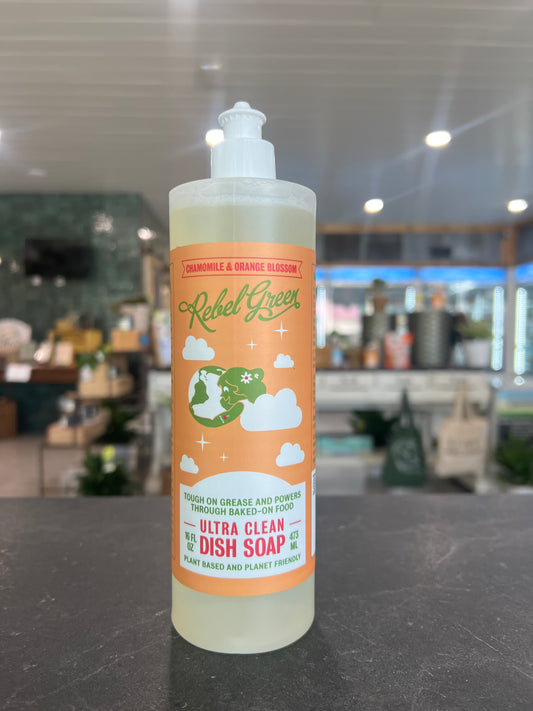 CHAMOMILE & ORANGE BLOSSOM
Rebel Green
TOUGH ON GREASE AND POWERS
THROUGH BAKED-ON FOOD
ULTRA CLEAN
16 FL OZ DISH SOAP 473 ML
PLANT BASED AND PLANET FRIENDLY